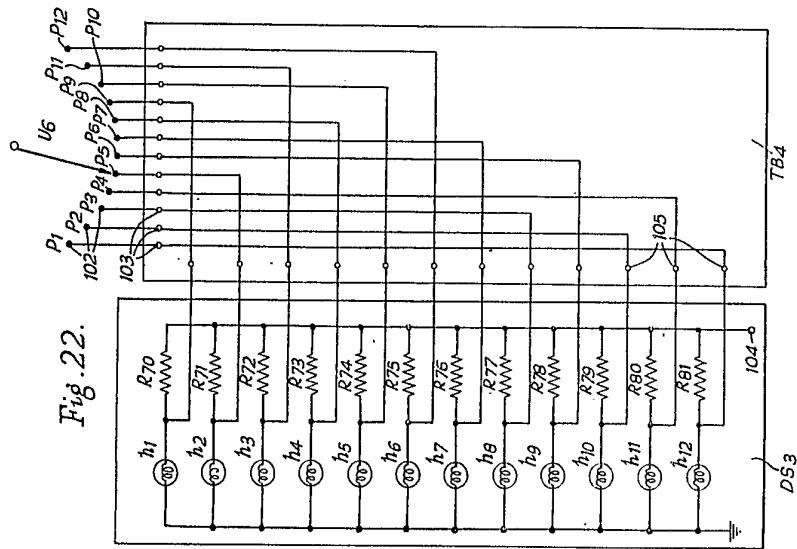 Fig. 22.
U6
P1
P2
P3
P4
P5
P6
P7
P8
P9
P10
P11
P12
102
103
105
TB4
R70
R71
R72
R73
R74
R75
R76
R77
R78
R79
R80
R81
104
h1
h2
h3
h4
h5
h6
h7
h8
h9
h10
h11
h12
DS3